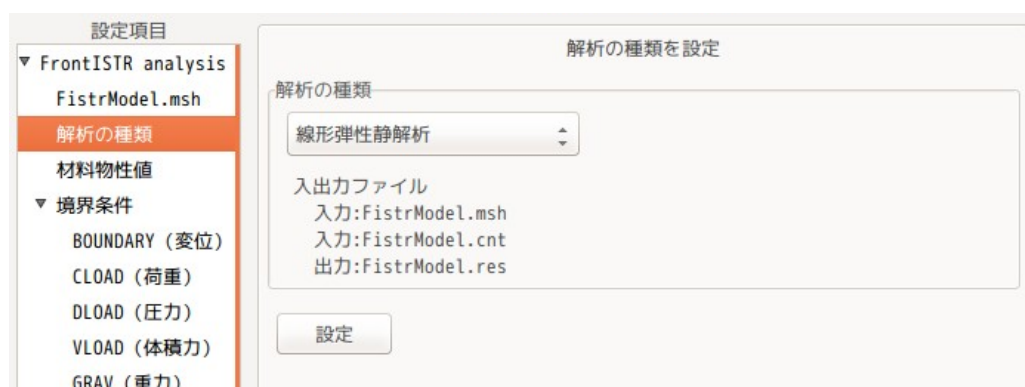 設定項目
FrontISTR analysis
FistrModel.msh
解析の種類
材料物性値
境界条件
BOUNDARY (変位)
CLOAD (荷重)
DLOAD (圧力)
VLOAD (体積力)
GRAV (重力)
解析の種類を設定
解析の種類
線形弾性静解析
入出力ファイル
入力:FistrModel.msh
入力:FistrModel.cnt
出力:FistrModel.res
設定